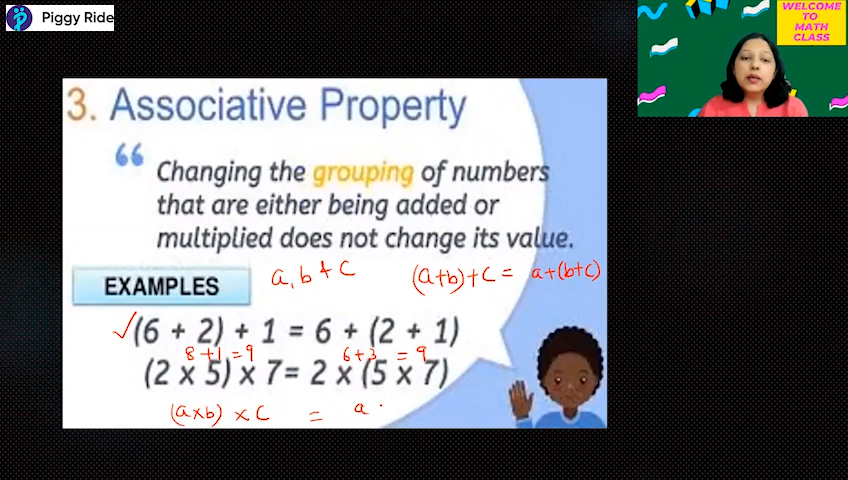 Piggy Ride
WELCOME
TO
MATH
CLASS
3. Associative Property
“ Changing the grouping of numbers
that are either being added or
multiplied does not change its value.
a, b + c
(a+b)+c = a+(b+c)
EXAMPLES
✓(6 + 2) + 1 = 6 + (2 + 1)
8+1=9 6+3 = 9
(2 x 5) x 7= 2 x (5 x 7)
(a×b) × c = a ·